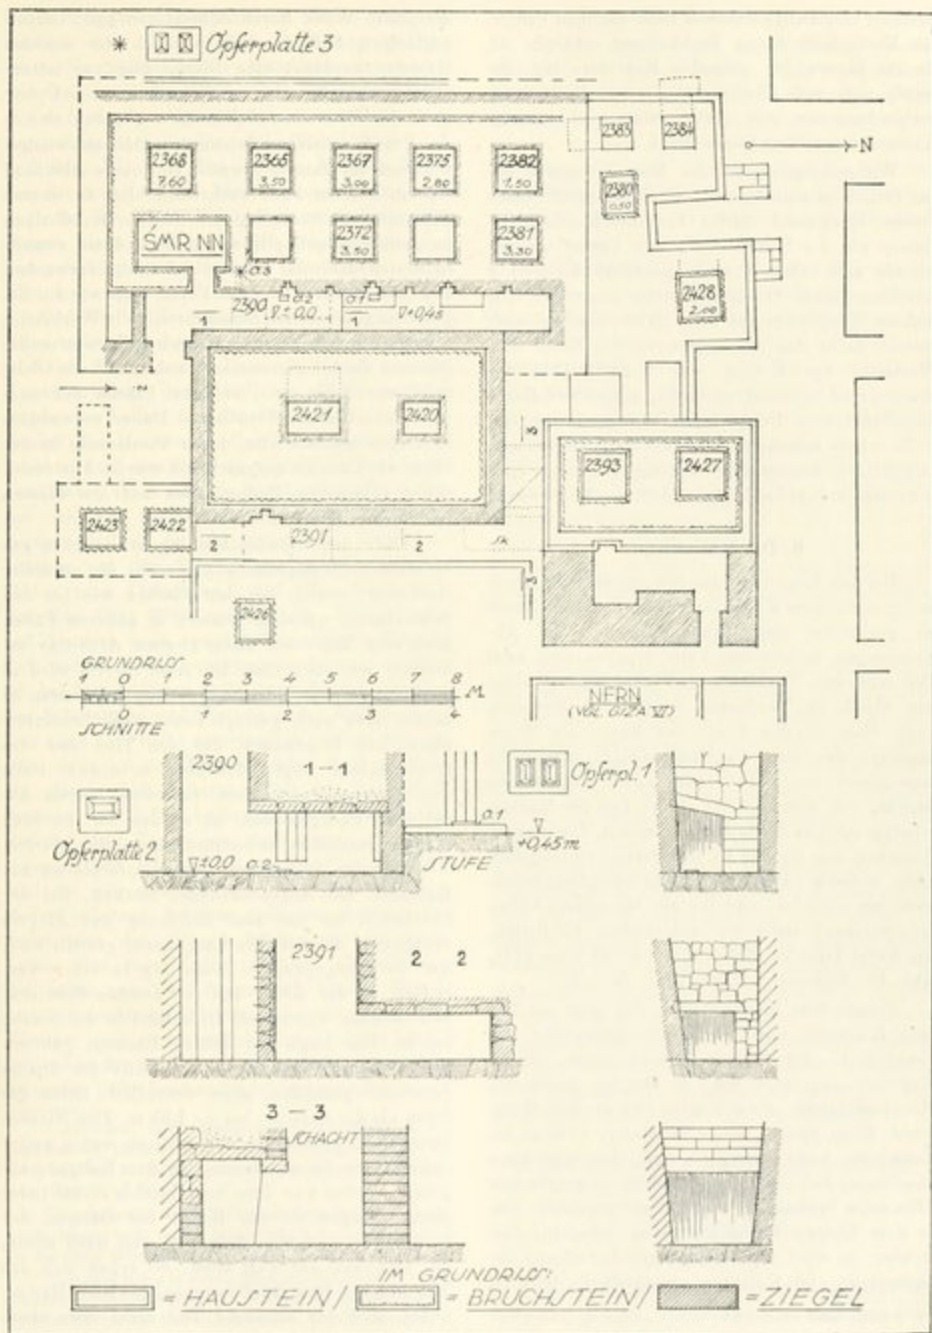 * Opferplatte 3
2383 2384
N
2368 2365 2367 2375 2382
7,60 3,50 3,00 2,80 1,50
2380
0,50
ŚMR NN 2372 2381
3,50 3,30
a.3
2428
2,00
2390 a.2 a.1
∇±0,0 ∇+0,45
1 1
2421 2420
3
2393 2427
2423 2422
2 2391 2 SK
3
2426
GRUNDRISS
1 0 1 2 3 4 5 6 7 8 M.
0 1 2 3 4
SCHNITTE
NFRN
(VGL. GIZA VI)
2390 1–1 Opferpl. 1
Opferplatte 2
a.1
∇±0,0 a.2 STUFE ∇+0,45 m
2391 2 2
3 – 3
SCHACHT
IM GRUNDRISS:
= HAUSTEIN / = BRUCHSTEIN / = ZIEGEL